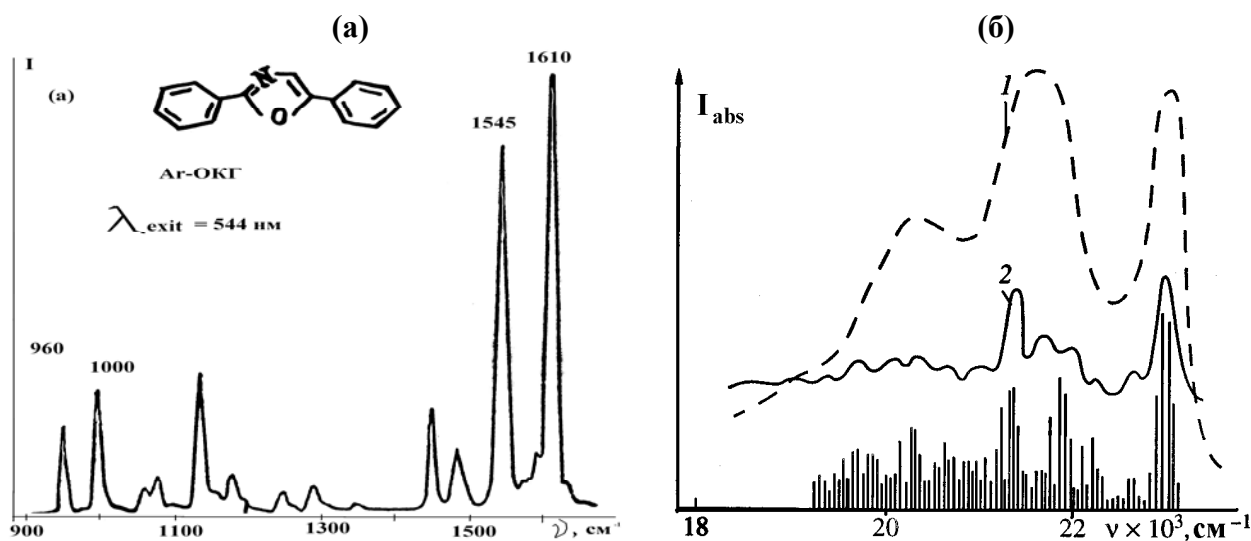 (а)
(б)
I
(а)
N
O
Ar-ОКГ
λ exit = 544 нм
960
1000
1545
1610
900
1100
1300
1500
ν, см⁻
I abs
1
2
18
20
22
ν × 10³, см⁻¹